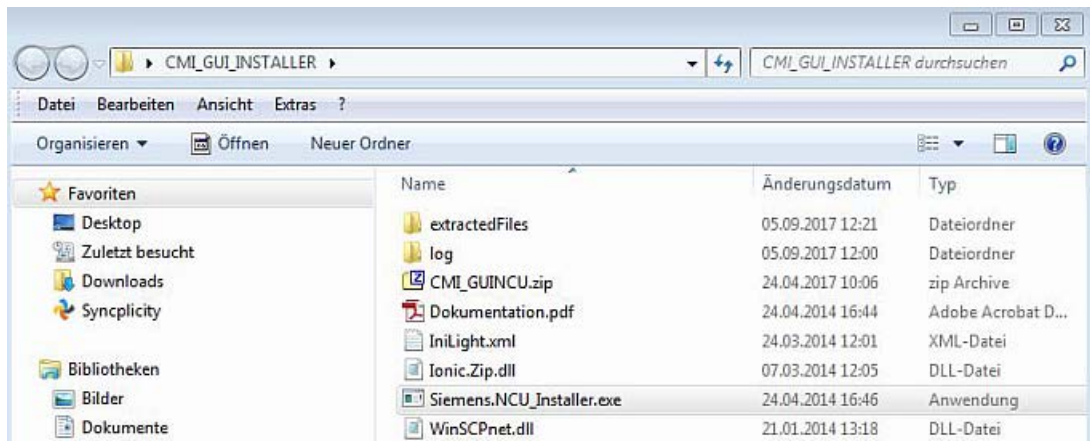 CMI_GUI_INSTALLER
CMI_GUI_INSTALLER durchsuchen
Datei Bearbeiten Ansicht Extras ?
Organisieren Öffnen Neuer Ordner
Favoriten
Desktop
Zuletzt besucht
Downloads
Syncplicity
Bibliotheken
Bilder
Dokumente
Name Änderungsdatum Typ
extractedFiles 05.09.2017 12:21 Dateiordner
log 05.09.2017 12:00 Dateiordner
CMI_GUINCU.zip 24.04.2017 10:06 zip Archive
Dokumentation.pdf 24.04.2014 16:44 Adobe Acrobat D...
IniLight.xml 24.03.2014 12:01 XML-Datei
Ionic.Zip.dll 07.03.2014 12:05 DLL-Datei
Siemens.NCU_Installer.exe 24.04.2014 16:46 Anwendung
WinSCPnet.dll 21.01.2014 13:18 DLL-Datei